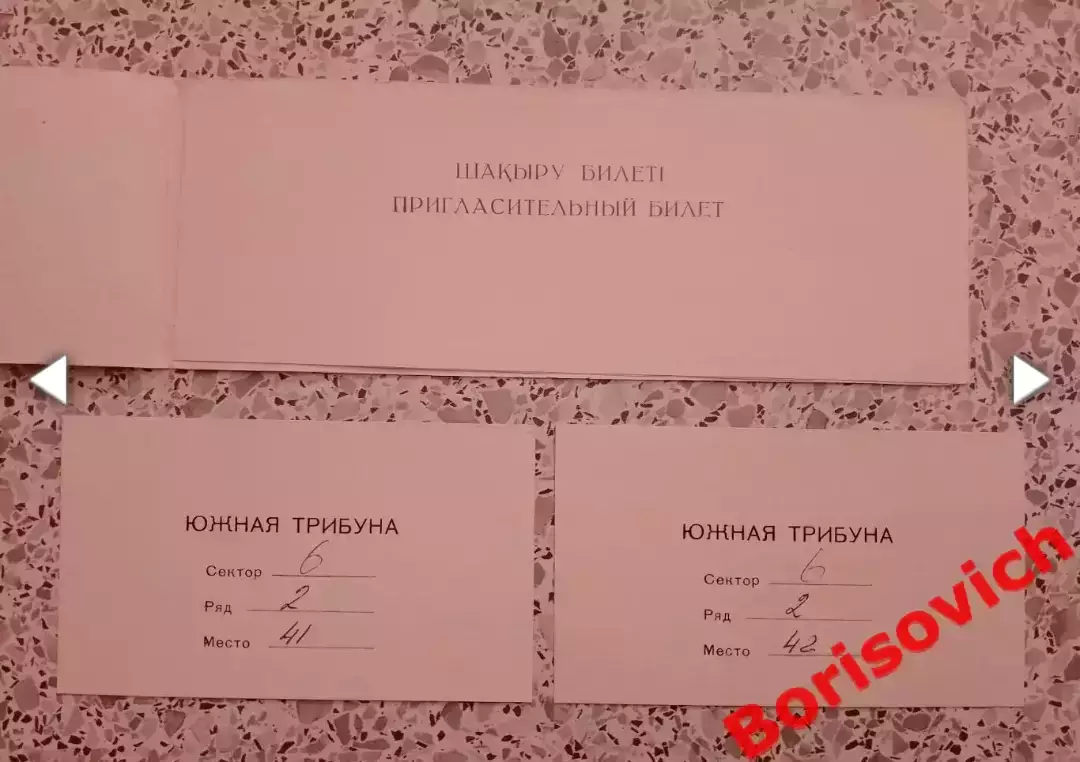 ШАҚЫРУ БИЛЕТІ
ПРИГЛАСИТЕЛЬНЫЙ БИЛЕТ
ЮЖНАЯ ТРИБУНА
Сектор 6
Ряд 2
Место 41
ЮЖНАЯ ТРИБУНА
Сектор 6
Ряд 2
Место 42
Borisovich